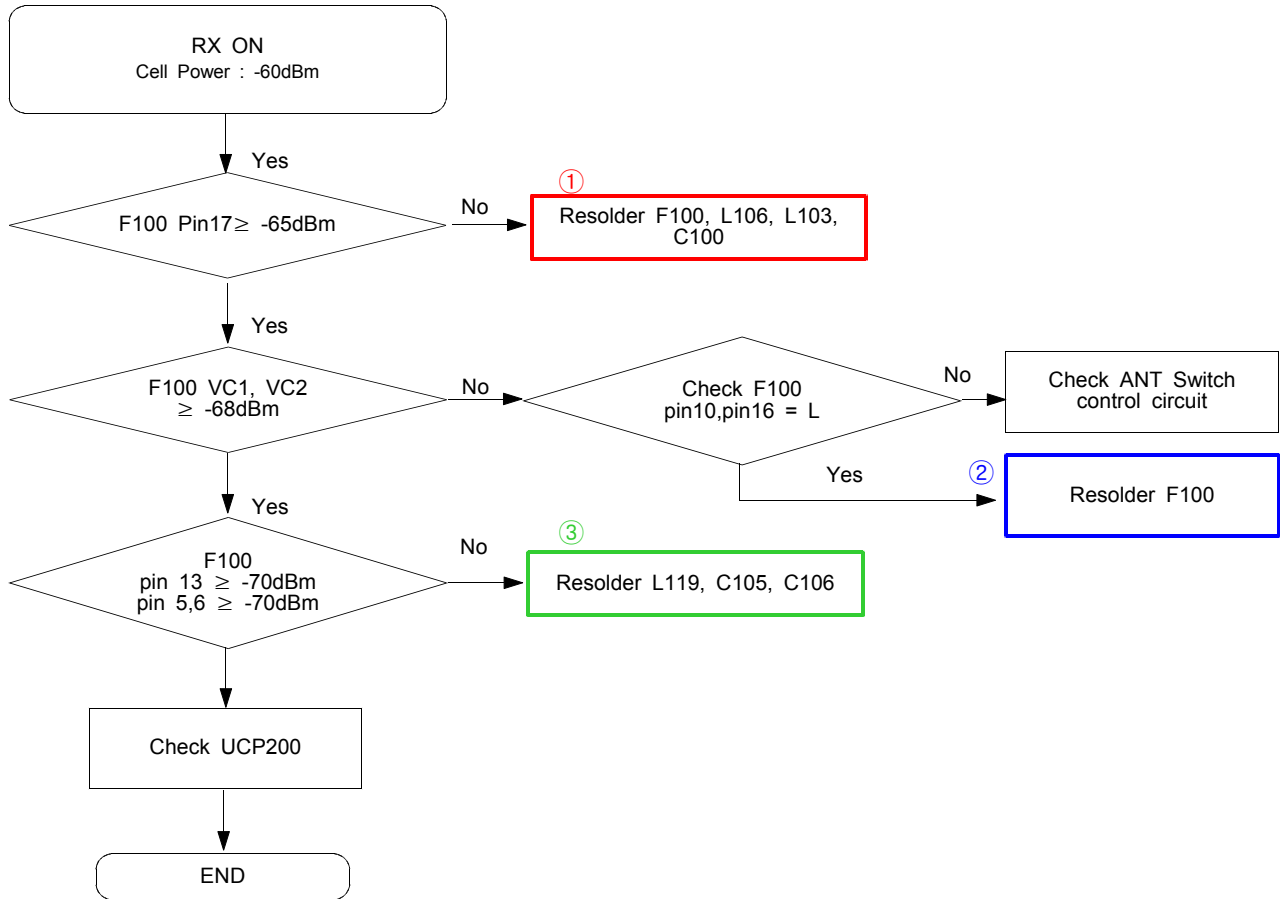 RX ON
Cell Power : -60dBm
Yes
F100 Pin17≥ -65dBm
No
①
Resolder F100, L106, L103,
C100
Yes
F100 VC1, VC2
≥ -68dBm
No
Check F100
pin10,pin16 = L
No
Check ANT Switch
control circuit
Yes
②
Resolder F100
Yes
F100
pin 13 ≥ -70dBm
pin 5,6 ≥ -70dBm
No
③
Resolder L119, C105, C106
Check UCP200
END